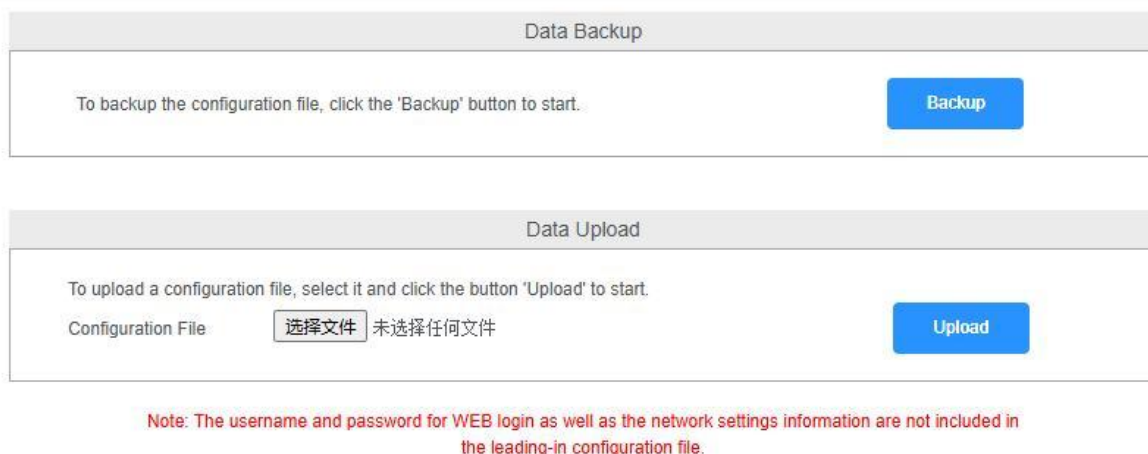 Data Backup
To backup the configuration file, click the 'Backup' button to start.
Backup
Data Upload
To upload a configuration file, select it and click the button 'Upload' to start.
Configuration File 选择文件 未选择任何文件
Upload
Note: The username and password for WEB login as well as the network settings information are not included in
the leading-in configuration file.